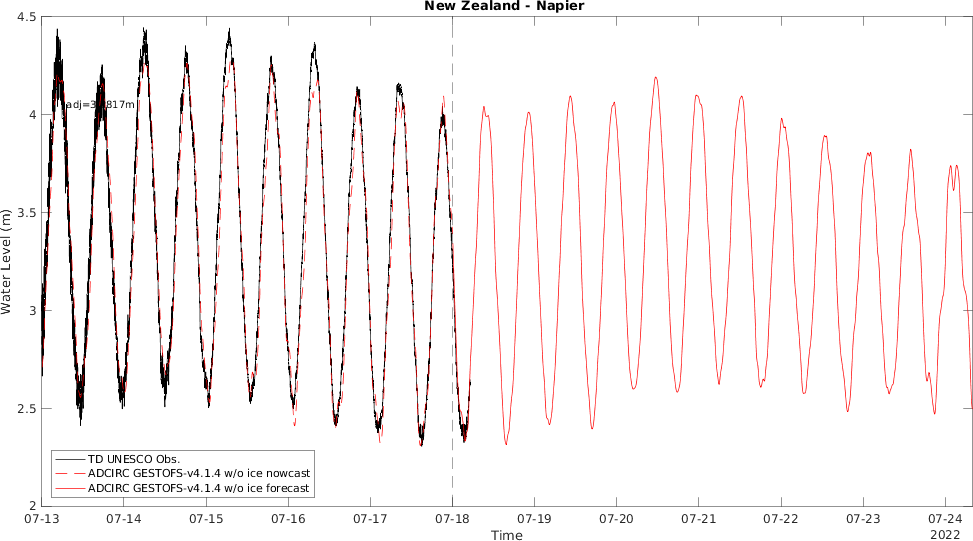 New Zealand - Napier
Water Level (m)
4.5
4
3.5
3
2.5
2
TD UNESCO Obs.
ADCIRC GESTOFS-v4.1.4 w/o ice nowcast
ADCIRC GESTOFS-v4.1.4 w/o ice forecast
07-13 07-14 07-15 07-16 07-17 07-18 07-19 07-20 07-21 07-22 07-23 07-24
Time
2022